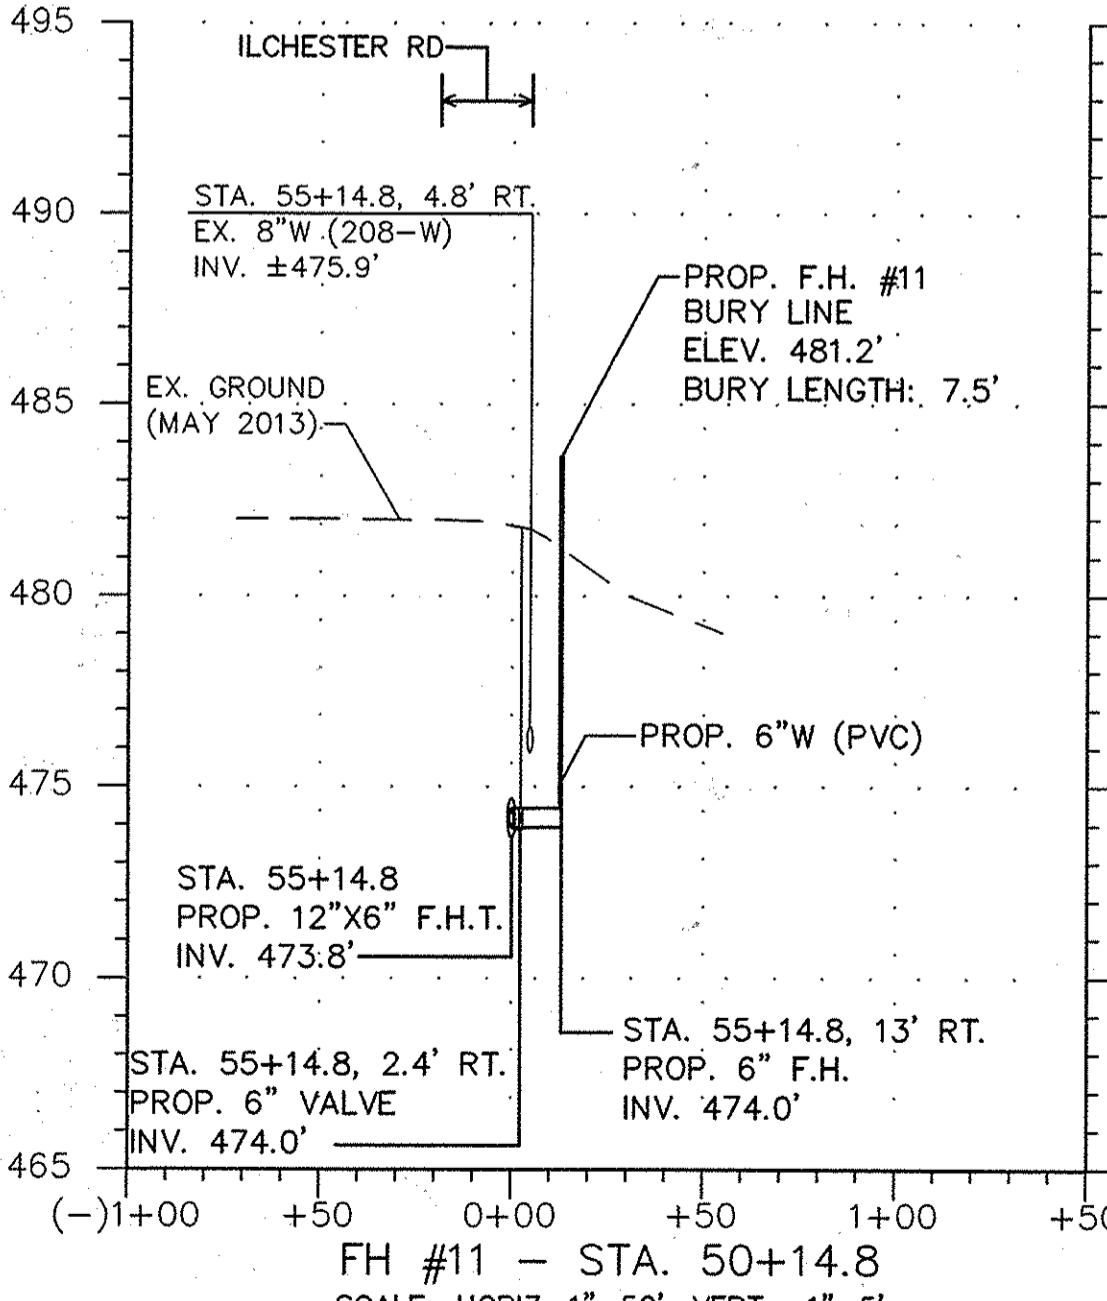 495
ILCHESTER RD
490
STA. 55+14.8, 4.8' RT.
EX. 8"W (208-W)
INV. ±475.9'
PROP. F.H. #11
BURY LINE
ELEV. 481.2'
BURY LENGTH: 7.5'
485
EX. GROUND
(MAY 2013)
480
PROP. 6"W (PVC)
475
STA. 55+14.8
PROP. 12"X6" F.H.T.
INV. 473.8'
470
STA. 55+14.8, 13' RT.
PROP. 6" F.H.
INV. 474.0'
STA. 55+14.8, 2.4' RT.
PROP. 6" VALVE
INV. 474.0'
465
(-)1+00 +50 0+00 +50 1+00 +50
FH #11 - STA. 50+14.8